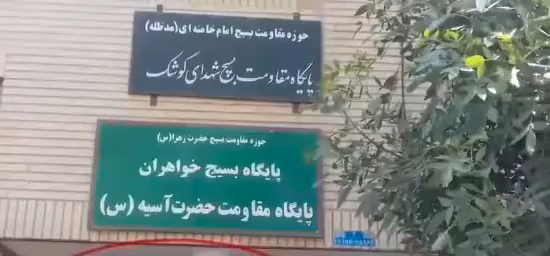 حوزه مقاومت بسیج امام خامنه ای (مدظله)
پایگاه مقاومت بسیج شهدای کوشک
حوزه مقاومت بسیج حضرت زهرا (س)
پایگاه بسیج خواهران
پایگاه مقاومت حضرت آسیه (س)